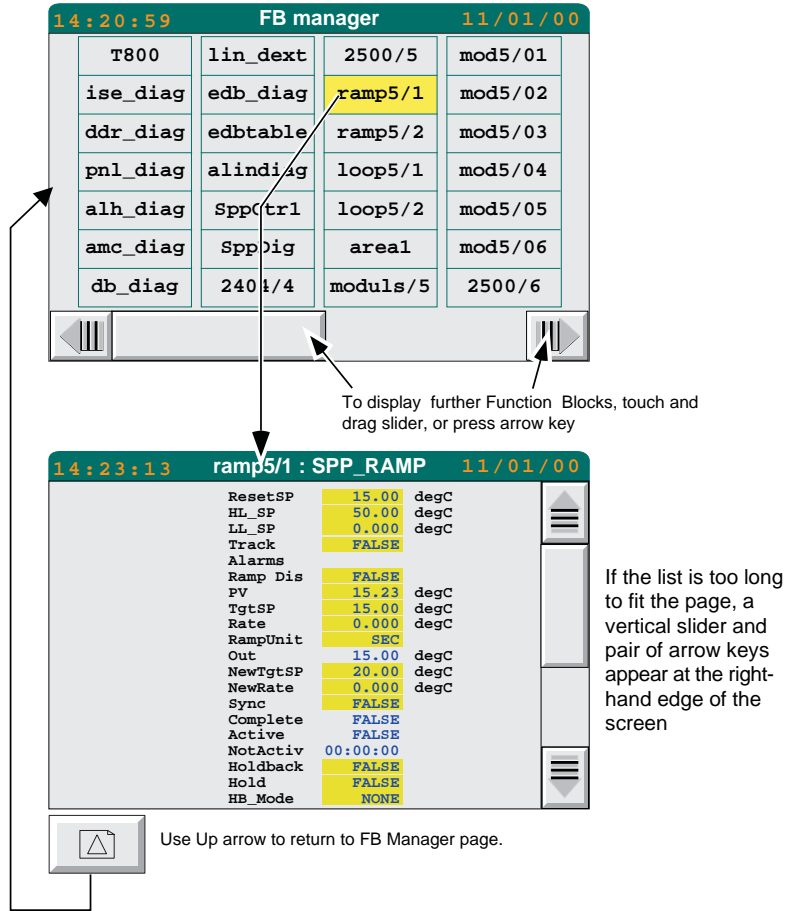 14:20:59 FB manager 11/01/00
T800 lin_dext 2500/5 mod5/01
ise_diag edb_diag ramp5/1 mod5/02
ddr_diag edbtable ramp5/2 mod5/03
pnl_diag alindiag loop5/1 mod5/04
alh_diag SppCtr1 loop5/2 mod5/05
amc_diag SppDig area1 mod5/06
db_diag 2404/4 moduls/5 2500/6
To display further Function Blocks, touch and
drag slider, or press arrow key
14:23:13 ramp5/1 : SPP_RAMP 11/01/00
ResetSP 15.00 degC
HL_SP 50.00 degC
LL_SP 0.000 degC
Track FALSE
Alarms
Ramp Dis FALSE
PV 15.23 degC
TgtSP 15.00 degC
Rate 0.000 degC
RampUnit SEC
Out 15.00 degC
NewTgtSP 20.00 degC
NewRate 0.000 degC
Sync FALSE
Complete FALSE
Active FALSE
NotActiv 00:00:00
Holdback FALSE
Hold FALSE
HB_Mode NONE
If the list is too long
to fit the page, a
vertical slider and
pair of arrow keys
appear at the right-
hand edge of the
screen
Use Up arrow to return to FB Manager page.